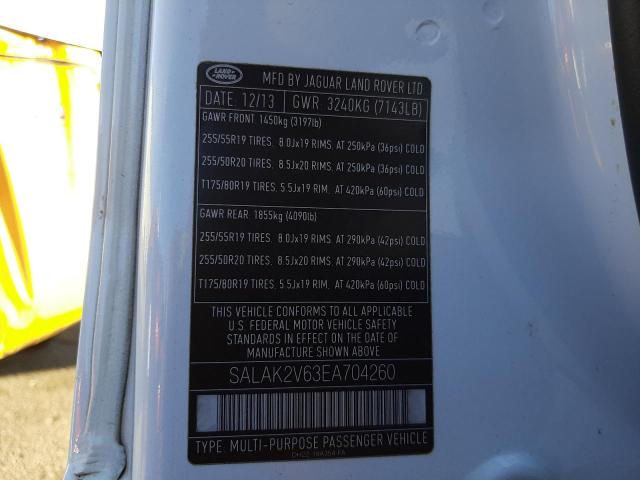 LAND ROVER
MFD BY JAGUAR LAND ROVER LTD
DATE 12/13 GWR 3240KG (7143LB)
GAWR FRONT 1450kg (3197lb)
255/55R19 TIRES. 8.0Jx19 RIMS. AT 250kPa (36psi) COLD
255/50R20 TIRES. 8.5Jx20 RIMS. AT 250kPa (36psi) COLD
T175/80R19 TIRES. 5.5Jx19 RIM. AT 420kPa (60psi) COLD
GAWR REAR 1855kg (4090lb)
255/55R19 TIRES. 8.0Jx19 RIMS. AT 290kPa (42psi) COLD
255/50R20 TIRES. 8.5Jx20 RIMS. AT 290kPa (42psi) COLD
T175/80R19 TIRES. 5.5Jx19 RIM. AT 420kPa (60psi) COLD
THIS VEHICLE CONFORMS TO ALL APPLICABLE
U.S. FEDERAL MOTOR VEHICLE SAFETY
STANDARDS IN EFFECT ON THE DATE OF
MANUFACTURE SHOWN ABOVE
SALAK2V63EA704260
TYPE: MULTI-PURPOSE PASSENGER VEHICLE